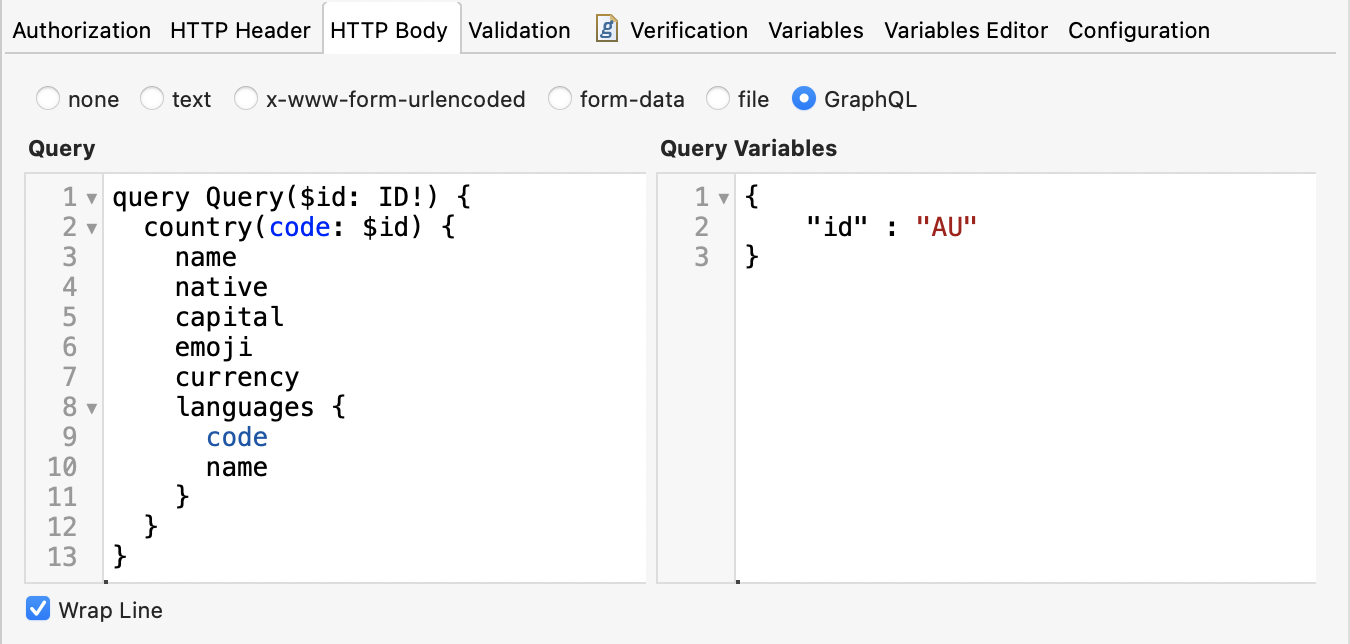 Authorization HTTP Header HTTP Body Validation Verification Variables Variables Editor Configuration
none text x-www-form-urlencoded form-data file GraphQL
Query
1 query Query($id: ID!) {
2   country(code: $id) {
3     name
4     native
5     capital
6     emoji
7     currency
8     languages {
9       code
10       name
11     }
12   }
13 }
Query Variables
1 {
2     "id" : "AU"
3 }
Wrap Line